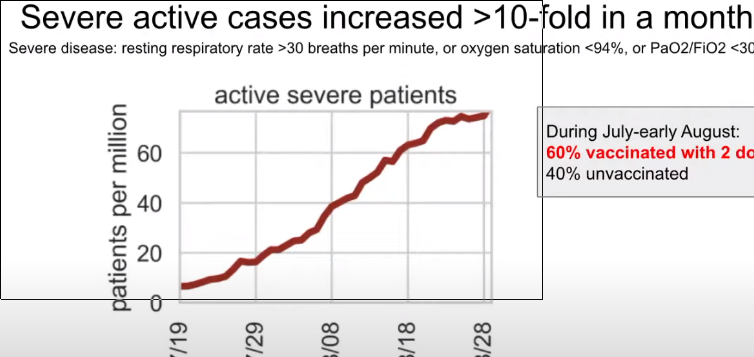 Severe active cases increased >10-fold in a month
Severe disease: resting respiratory rate >30 breaths per minute, or oxygen saturation <94%, or PaO2/FiO2 <30
active severe patients
During July-early August:
60% vaccinated with 2 do
40% unvaccinated
patients per million
60
40
20
0
7/19
7/29
8/08
8/18
8/28